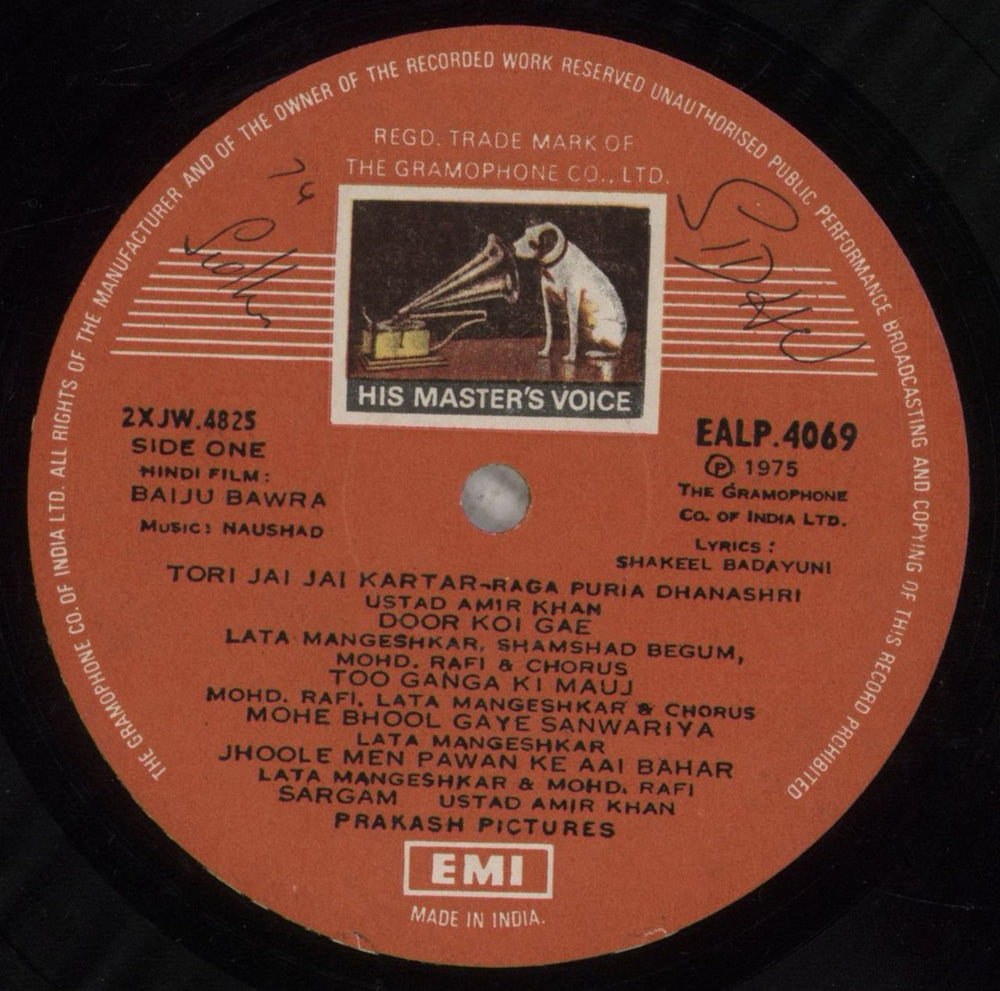 THE GRAMOPHONE CO. OF INDIA LTD. ALL RIGHTS OF THE MANUFACTURER AND OF THE OWNER OF THE RECORDED WORK RESERVED UNAUTHORISED PUBLIC PERFORMANCE BROADCASTING AND COPYING OF THIS RECORD PROHIBITED
REGD. TRADE MARK OF
THE GRAMOPHONE CO., LTD.
SIDHU
HIS MASTER'S VOICE
2XJW.4825
SIDE ONE
HINDI FILM:
BAIJU BAWRA
MUSIC: NAUSHAD
EALP.4069
Ⓟ 1975
THE GRAMOPHONE
CO. OF INDIA LTD.
LYRICS:
SHAKEEL BADAYUNI
TORI JAI JAI KARTAR-RAGA PURIA DHANASHRI
USTAD AMIR KHAN
DOOR KOI GAE
LATA MANGESHKAR, SHAMSHAD BEGUM,
MOHD. RAFI & CHORUS
TOO GANGA KI MAUJ
MOHD. RAFI, LATA MANGESHKAR & CHORUS
MOHE BHOOL GAYE SANWARIYA
LATA MANGESHKAR
JHOOLE MEN PAWAN KE AAI BAHAR
LATA MANGESHKAR & MOHD. RAFI
SARGAM USTAD AMIR KHAN
PRAKASH PICTURES
EMI
MADE IN INDIA.